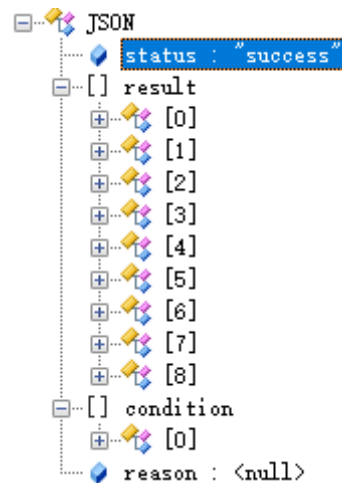 JSON
status : "success"
[] result
[0]
[1]
[2]
[3]
[4]
[5]
[6]
[7]
[8]
[] condition
[0]
reason : <null>